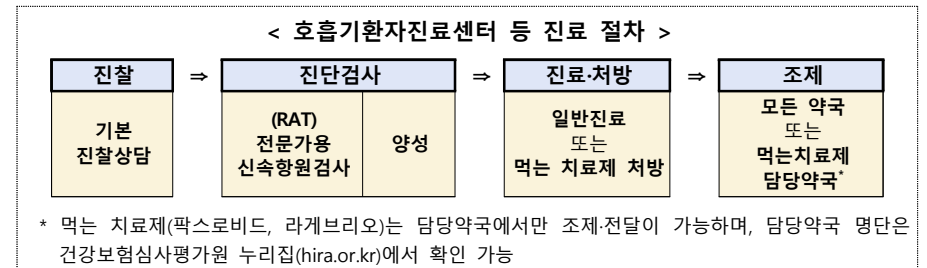 < 호흡기환자진료센터 등 진료 절차 >
진찰 ⇒ 진단검사 ⇒ 진료·처방 ⇒ 조제
기본
진찰상담
(RAT)
전문가용
신속항원검사
양성
일반진료
또는
먹는 치료제 처방
모든 약국
또는
먹는치료제
담당약국*
* 먹는 치료제(팍스로비드, 라게브리오)는 담당약국에서만 조제·전달이 가능하며, 담당약국 명단은
건강보험심사평가원 누리집(hira.or.kr)에서 확인 가능